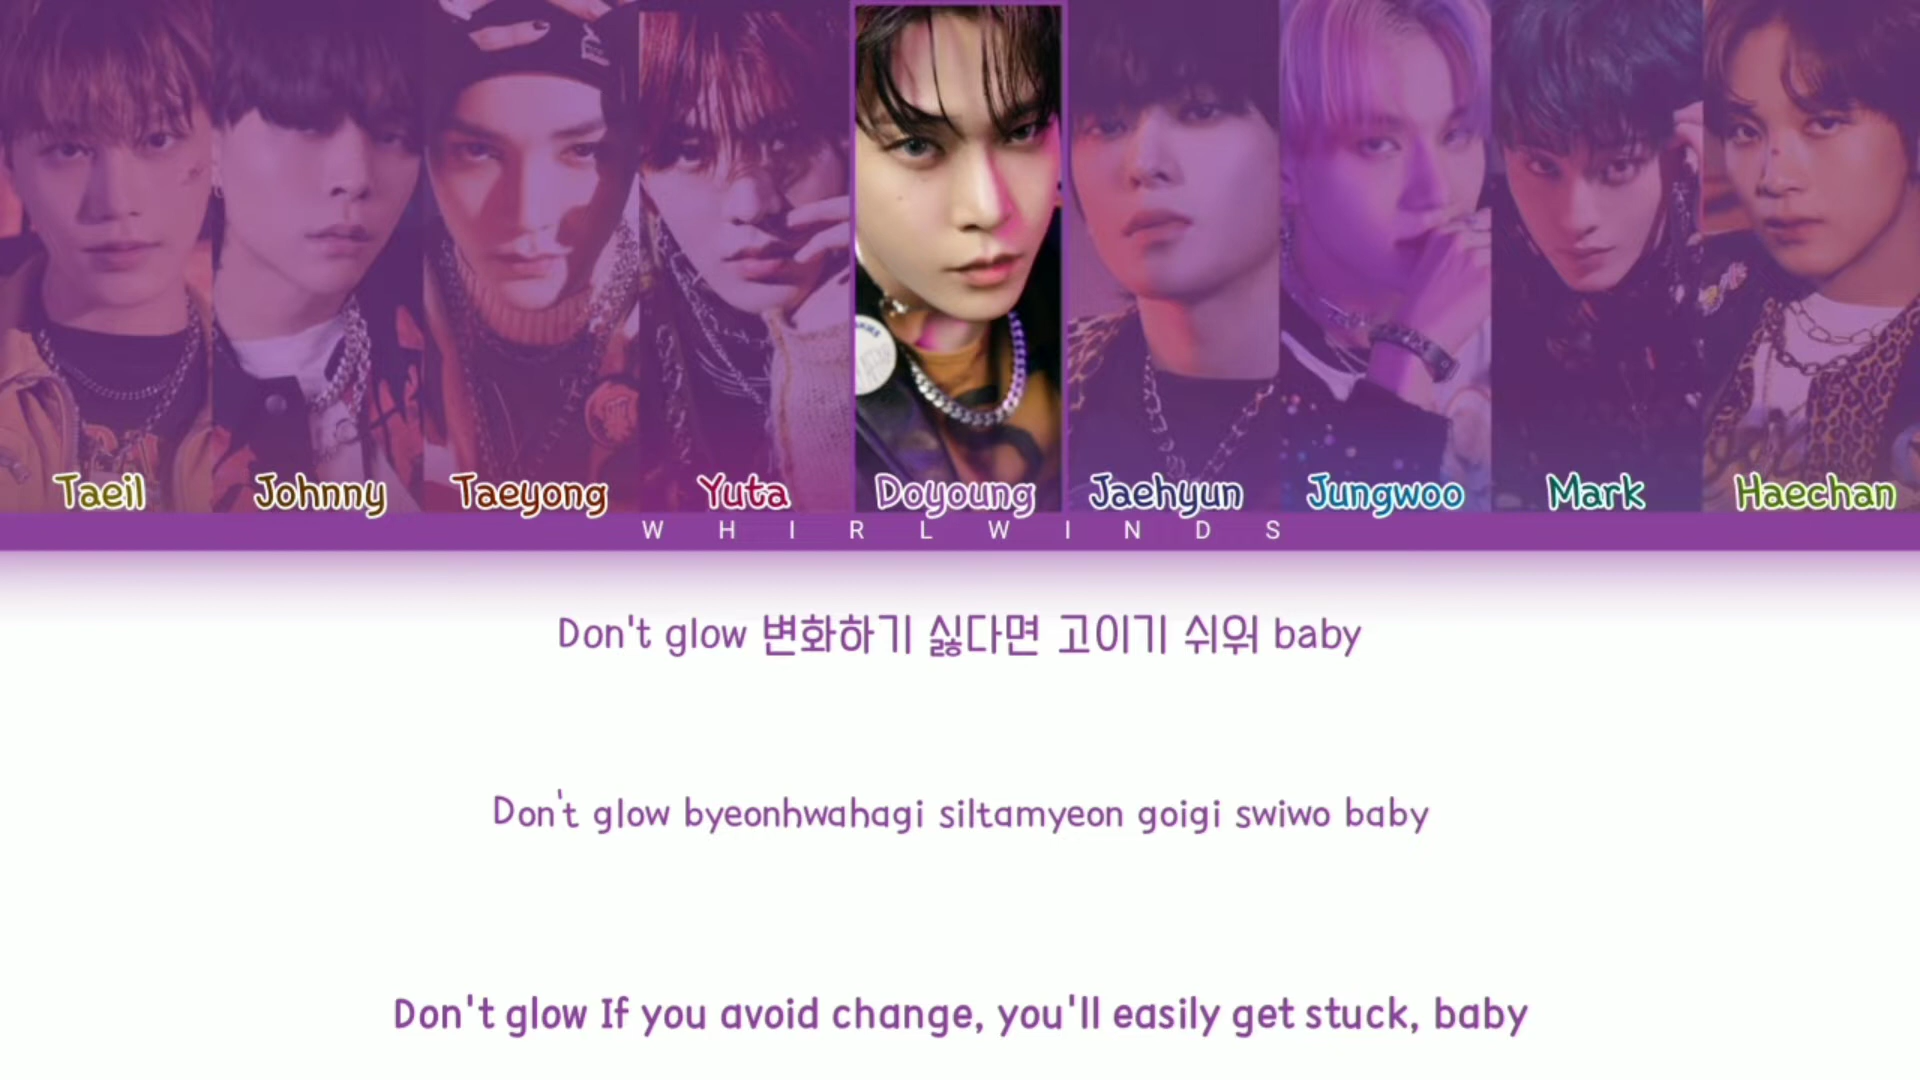 Taeil Johnny Taeyong Yuta Doyoung Jaehyun Jungwoo Mark Haechan
WHIRLWINDS
Don't glow 변화하기 싫다면 고이기 쉬워 baby
Don't glow byeonhwahagi siltamyeon goigi swiwo baby
Don't glow If you avoid change, you'll easily get stuck, baby